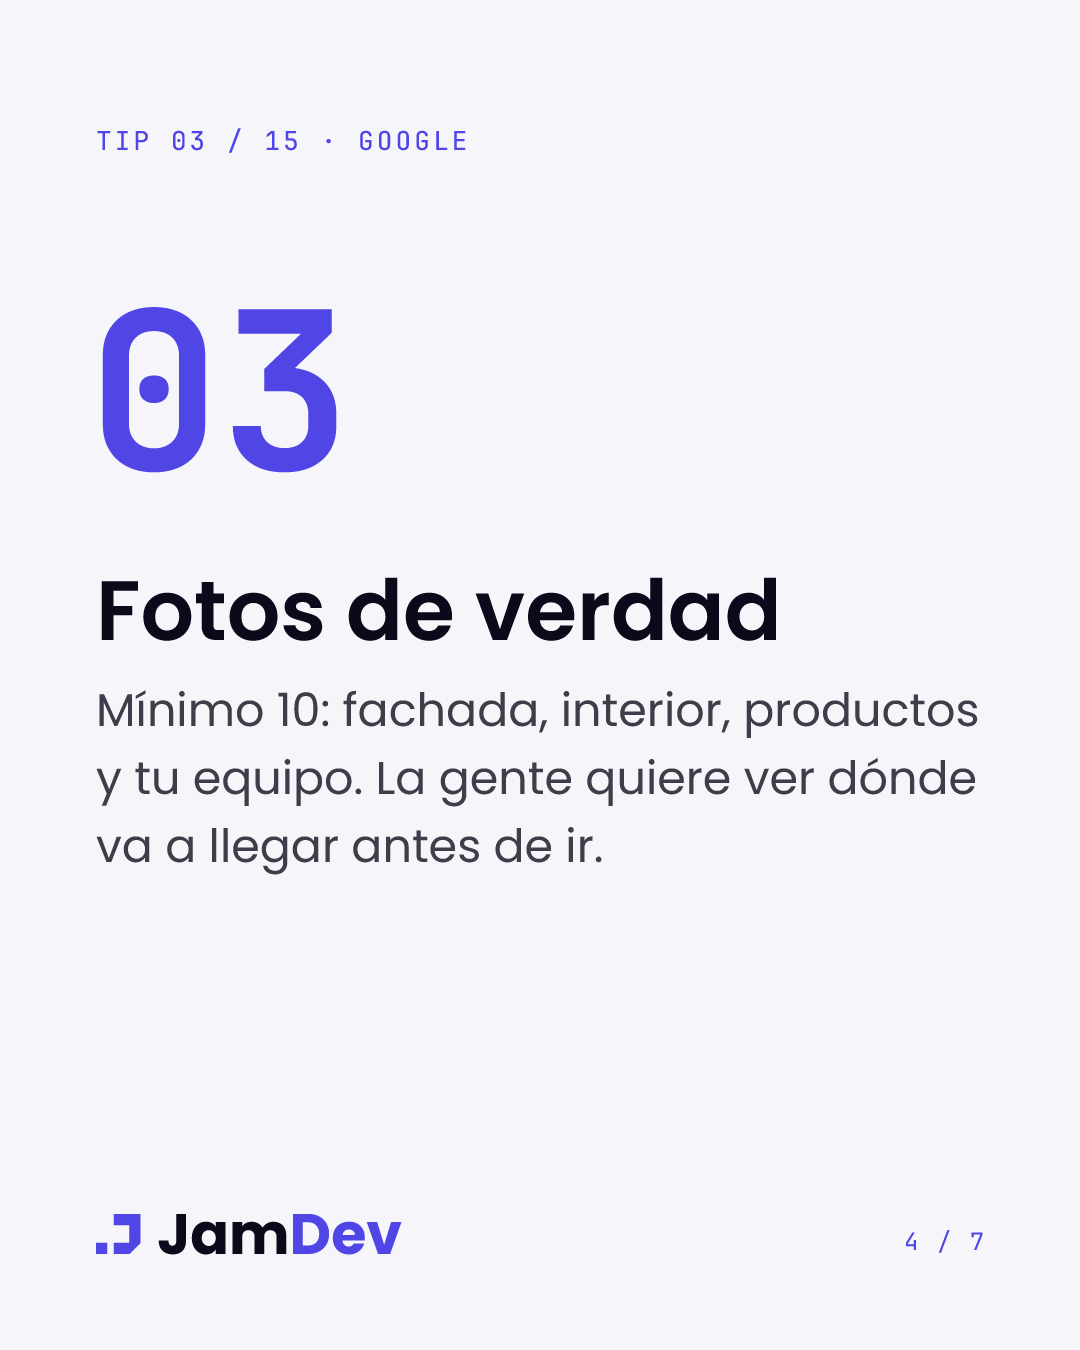 TIP 03 / 15 · GOOGLE
03
Fotos de verdad
Mínimo 10: fachada, interior, productos
y tu equipo. La gente quiere ver dónde
va a llegar antes de ir.
JamDev
4 / 7